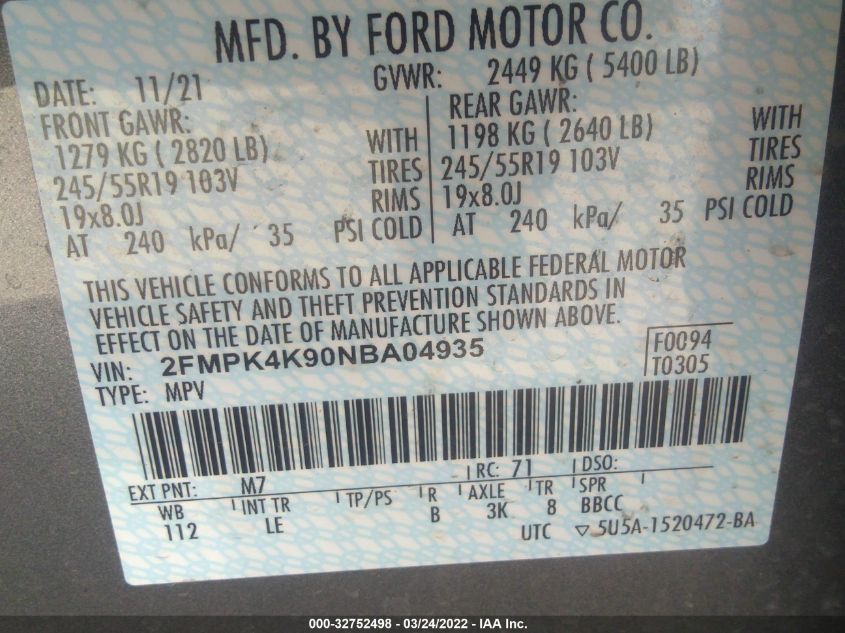 MFD. BY FORD MOTOR CO.
DATE: 11/21 GVWR: 2449 KG ( 5400 LB)
FRONT GAWR: REAR GAWR:
1279 KG ( 2820 LB) WITH 1198 KG ( 2640 LB) WITH
245/55R19 103V TIRES 245/55R19 103V TIRES
19x8.0J RIMS 19x8.0J RIMS
AT 240 kPa/ 35 PSI COLD AT 240 kPa/ 35 PSI COLD
THIS VEHICLE CONFORMS TO ALL APPLICABLE FEDERAL MOTOR
VEHICLE SAFETY AND THEFT PREVENTION STANDARDS IN
EFFECT ON THE DATE OF MANUFACTURE SHOWN ABOVE.
VIN: 2FMPK4K90NBA04935 F0094
TYPE: MPV T0305
EXT PNT: M7 RC: 71 DSO:
WB INT TR TP/PS R AXLE TR SPR
112 LE B 3K 8 BBCC
UTC ▽5U5A-1520472-BA
000-32752498 - 03/24/2022 - IAA Inc.